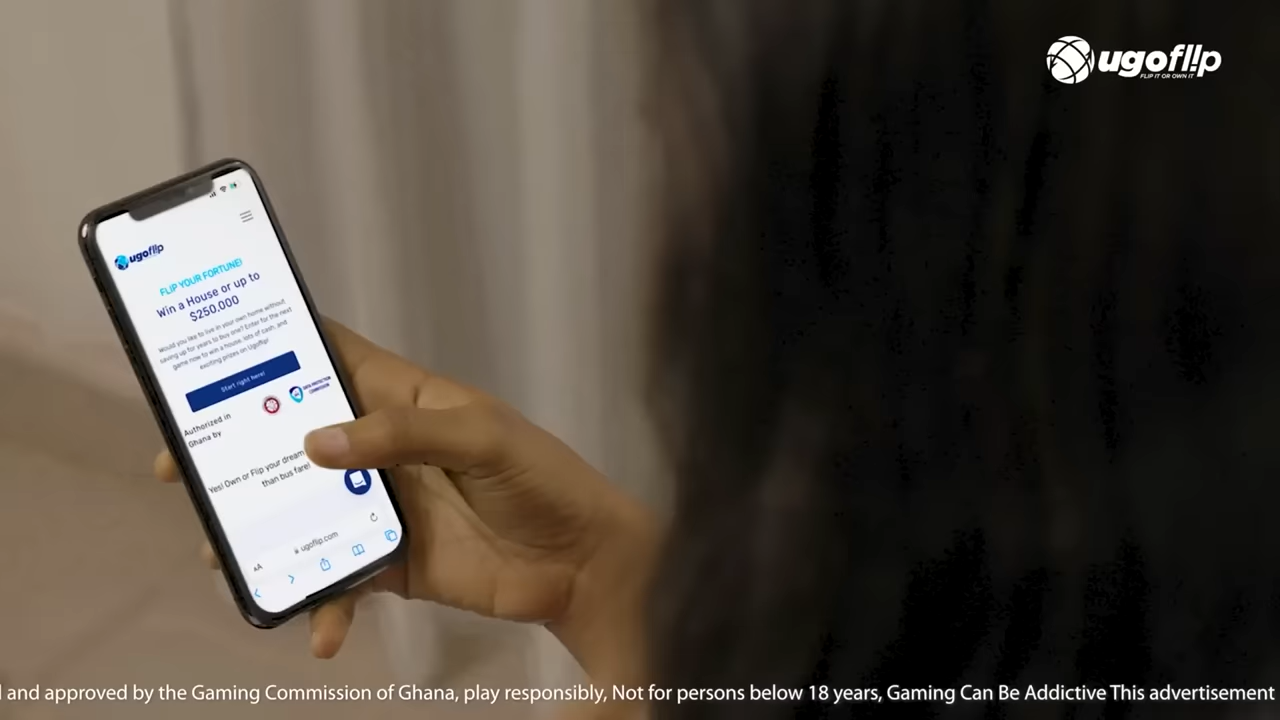 ugofl!p
FLIP IT OR OWN IT
ugofl!p
FLIP YOUR FORTUNE!
Win a House or up to
$250,000
Would you like to live in your own home without
saving up for years to buy one? Enter for the next
game now to win a house, lots of cash, and
exciting prizes on Ugoflip!
Start right here!
DATA PROTECTION
COMMISSION
Authorized in
Ghana by
Yes! Own or Flip your dream
than bus fare!
AA
ugoflip.com
and approved by the Gaming Commission of Ghana, play responsibly, Not for persons below 18 years, Gaming Can Be Addictive This advertisement